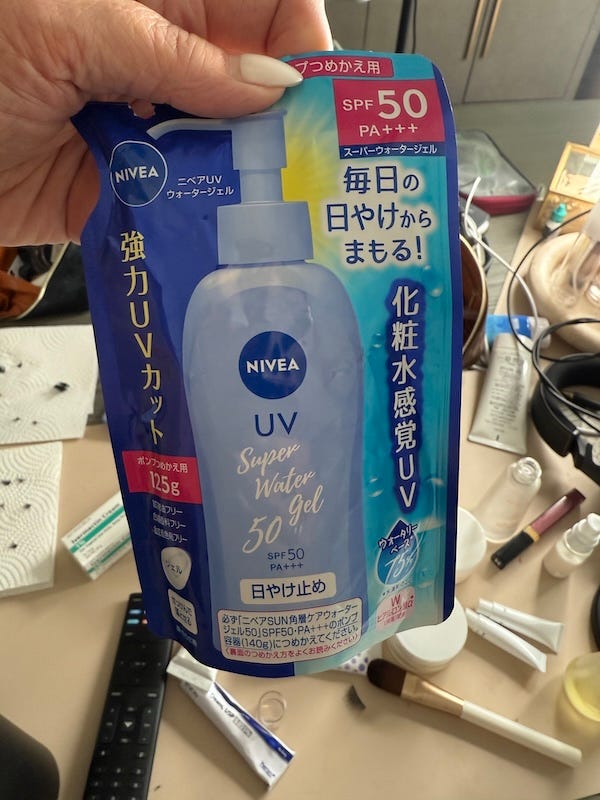 プつめかえ用
SPF 50
PA+++
スーパーウォータージェル
NIVEA
ニベアUV
ウォータージェル
毎日の
日やけから
まもる!
強力UVカット
化粧水感覚UV
NIVEA
UV
Super
Water
Gel
50
SPF50
PA+++
日やけ止め
ポンプつめかえ用
125g
ジェル
ウォータリー
ベース
75%
必ず「ニベアSUN角層ケアウォーター
ジェル50」SPF50・PA+++のポンプ
容器(140g)につめかえてください。
(裏面のつめかえ方をよくお読みください)